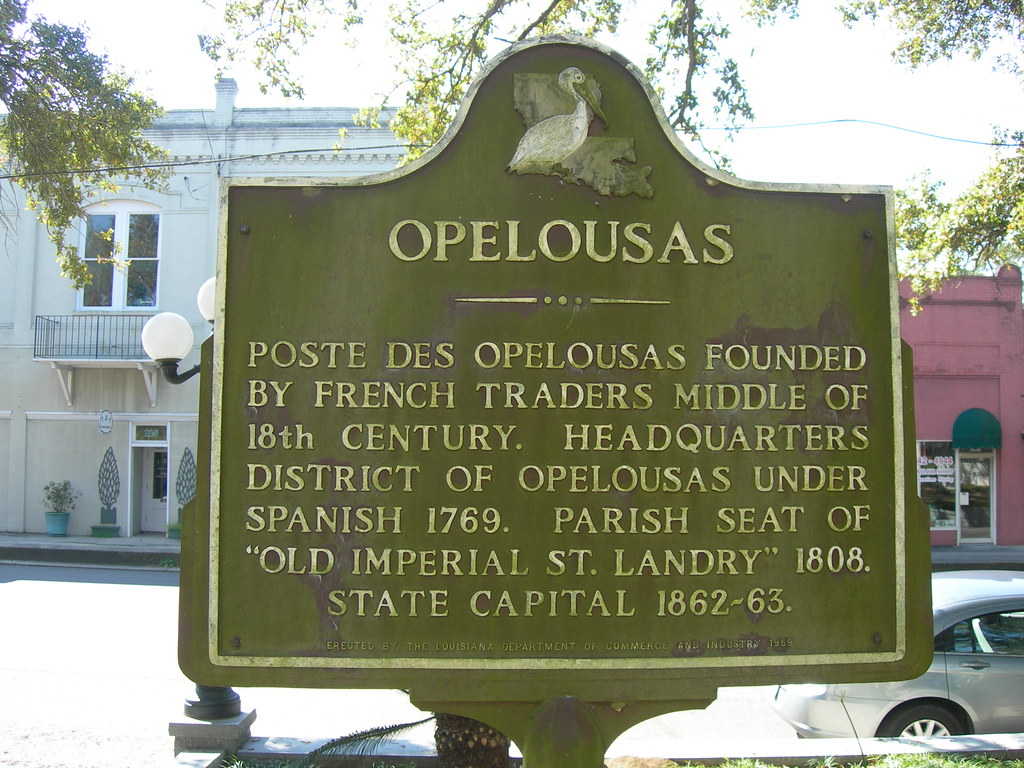 OPELOUSAS
POSTE DES OPELOUSAS FOUNDED
BY FRENCH TRADERS MIDDLE OF
18th CENTURY. HEADQUARTERS
DISTRICT OF OPELOUSAS UNDER
SPANISH 1769. PARISH SEAT OF
“OLD IMPERIAL ST. LANDRY” 1808.
STATE CAPITAL 1862-63.
ERECTED BY THE LOUISIANA DEPARTMENT OF COMMERCE AND INDUSTRY 1969